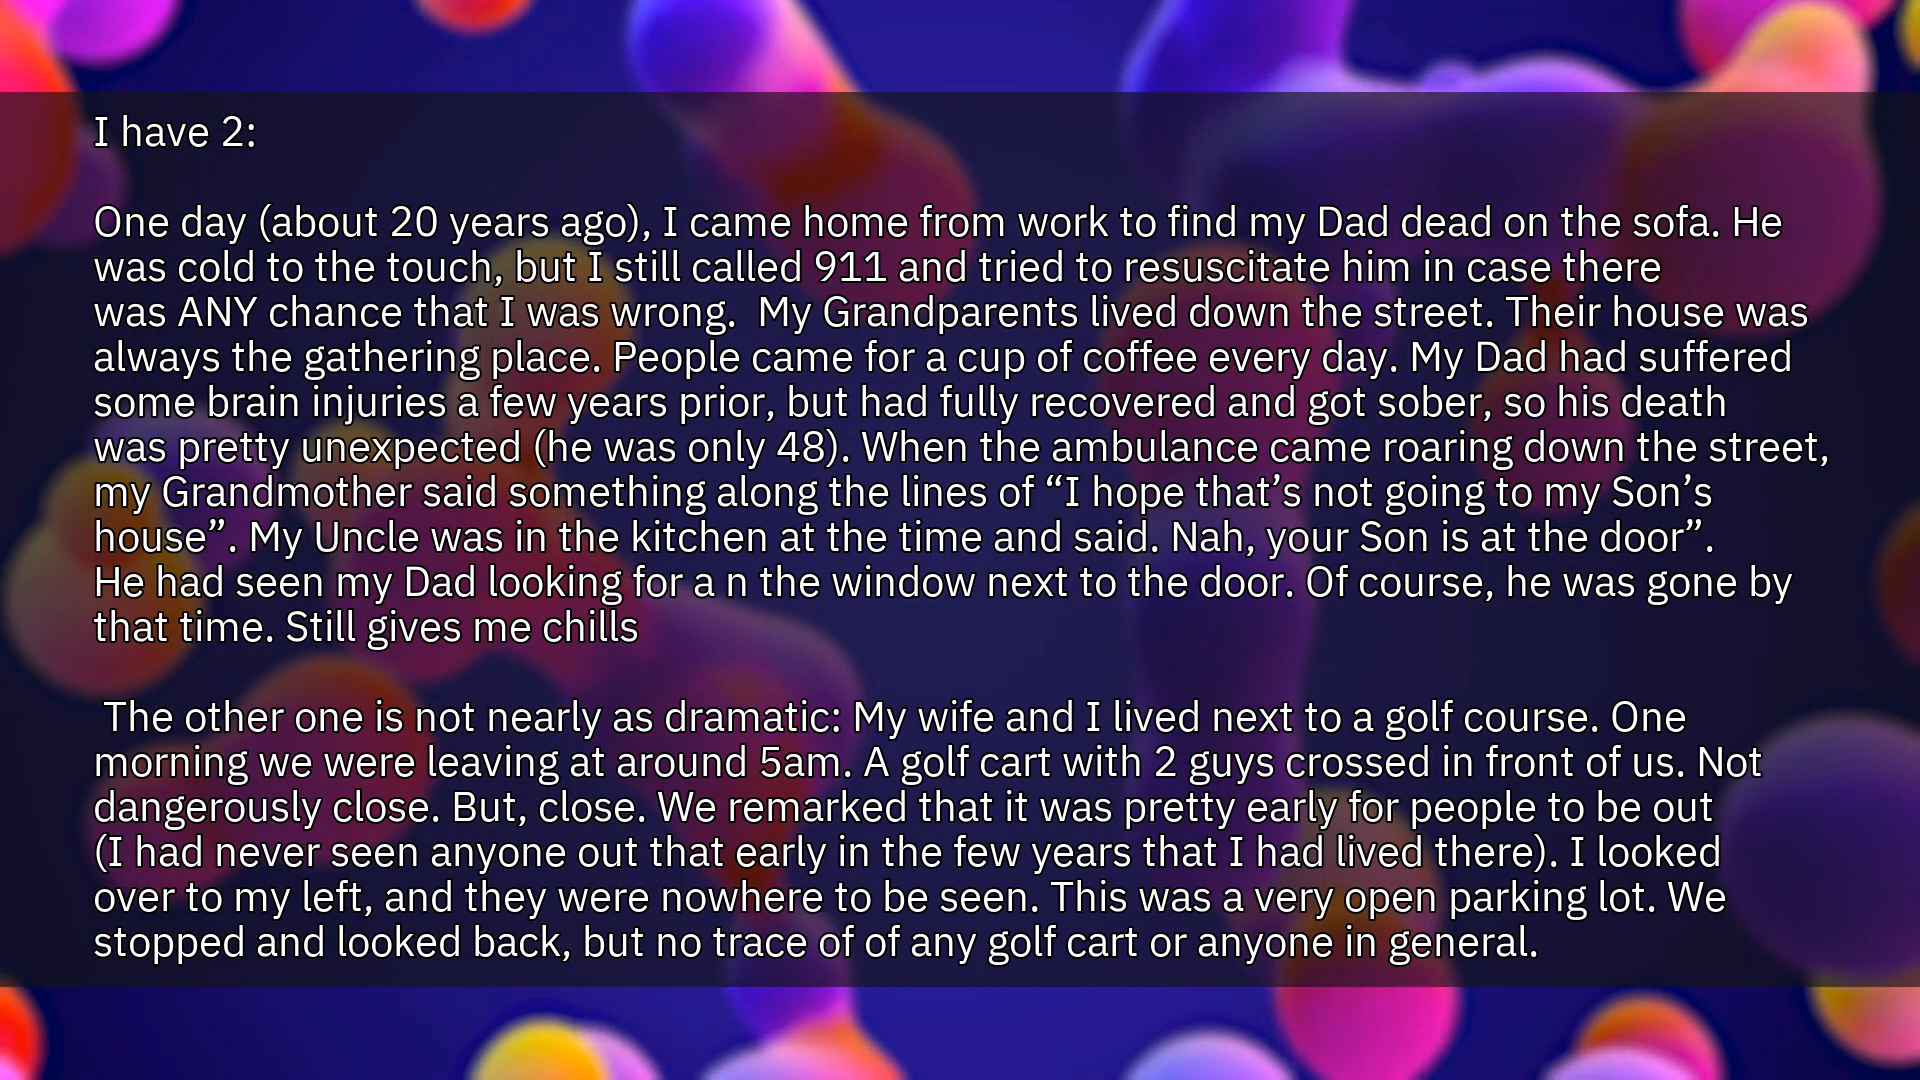 I have 2:
One day (about 20 years ago), I came home from work to find my Dad dead on the sofa. He
was cold to the touch, but I still called 911 and tried to resuscitate him in case there
was ANY chance that I was wrong.  My Grandparents lived down the street. Their house was
always the gathering place. People came for a cup of coffee every day. My Dad had suffered
some brain injuries a few years prior, but had fully recovered and got sober, so his death
was pretty unexpected (he was only 48). When the ambulance came roaring down the street,
my Grandmother said something along the lines of “I hope that’s not going to my Son’s
house”. My Uncle was in the kitchen at the time and said. Nah, your Son is at the door”.
He had seen my Dad looking for a n the window next to the door. Of course, he was gone by
that time. Still gives me chills
The other one is not nearly as dramatic: My wife and I lived next to a golf course. One
morning we were leaving at around 5am. A golf cart with 2 guys crossed in front of us. Not
dangerously close. But, close. We remarked that it was pretty early for people to be out
(I had never seen anyone out that early in the few years that I had lived there). I looked
over to my left, and they were nowhere to be seen. This was a very open parking lot. We
stopped and looked back, but no trace of of any golf cart or anyone in general.